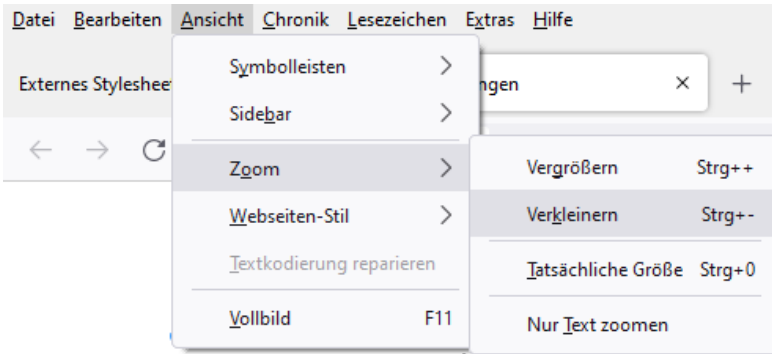 Datei Bearbeiten Ansicht Chronik Lesezeichen Extras Hilfe
Externes Styleshee
ngen
Symbolleisten
Sidebar
Zoom
Webseiten-Stil
Textkodierung reparieren
Vollbild F11
Vergrößern Strg++
Verkleinern Strg+-
Tatsächliche Größe Strg+0
Nur Text zoomen